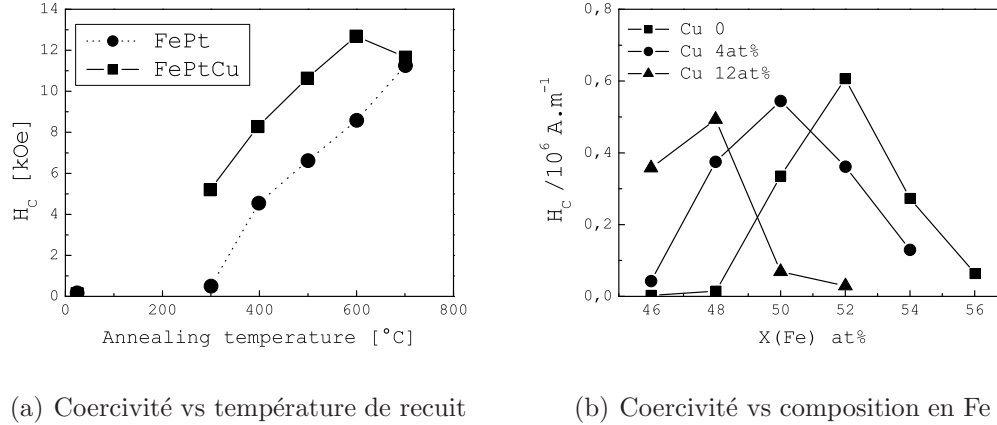 14
12
10
8
6
4
2
0
H_C [kOe]
FePt
FePtCu
0 200 400 600 800
Annealing temperature [°C]
(a) Coercivité vs température de recuit
0,8
0,6
0,4
0,2
0,0
H_C /10^6 A.m^-1
Cu 0
Cu 4at%
Cu 12at%
46 48 50 52 54 56
X(Fe) at%
(b) Coercivité vs composition en Fe